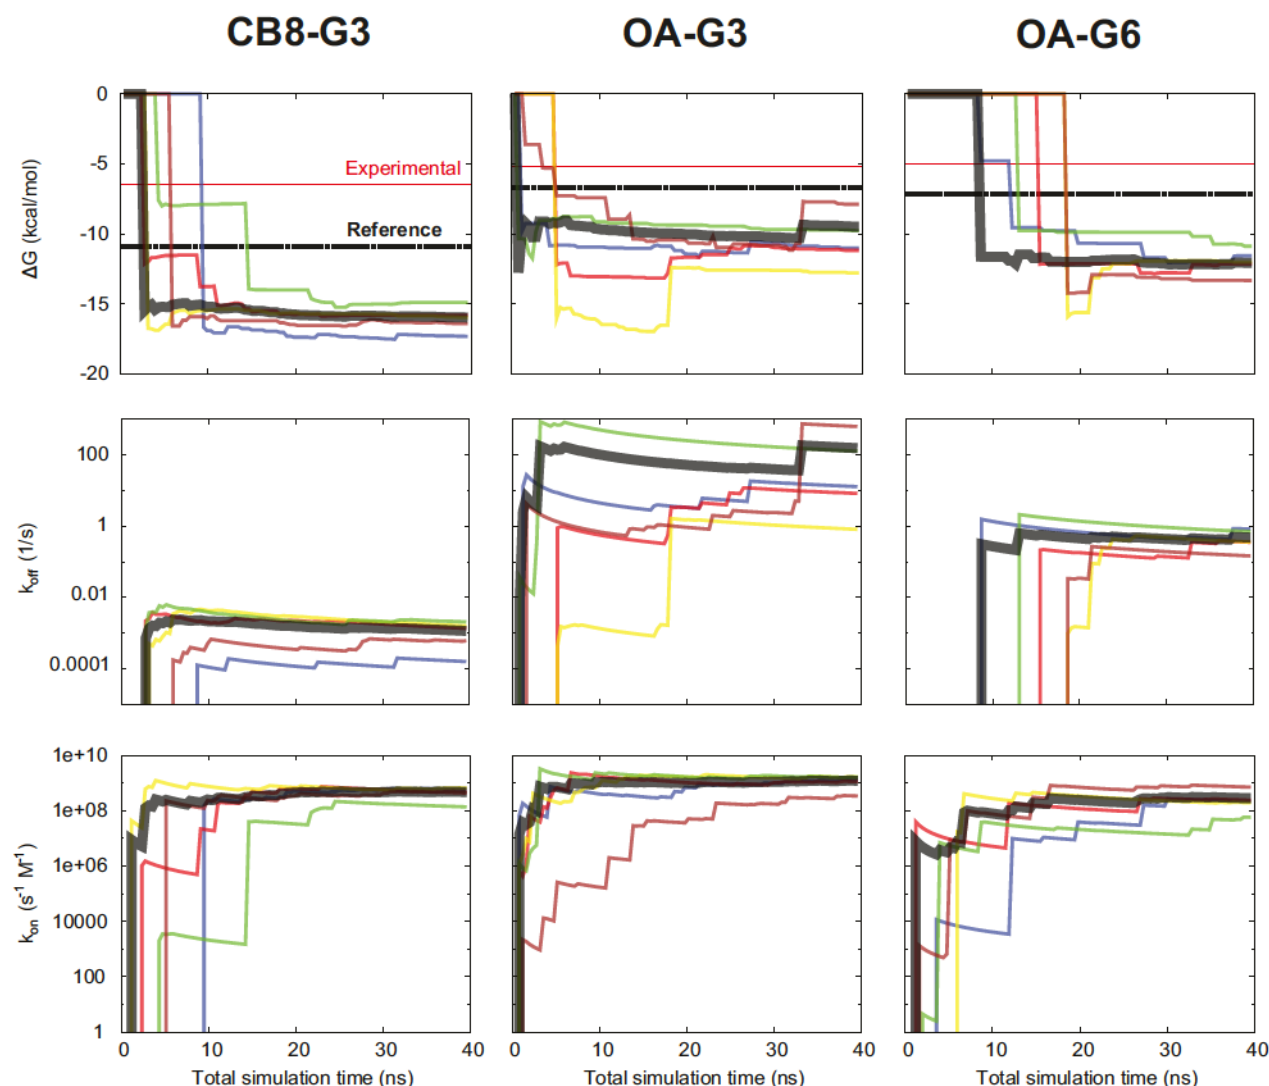 CB8-G3 OA-G3 OA-G6
0
-5
-10
-15
-20
ΔG (kcal/mol)
Experimental
Reference
100
1
0.01
0.0001
k_off (1/s)
1e+10
1e+08
1e+06
10000
100
1
k_on (s⁻¹ M⁻¹)
0 10 20 30 40 0 10 20 30 40 0 10 20 30 40
Total simulation time (ns) Total simulation time (ns) Total simulation time (ns)